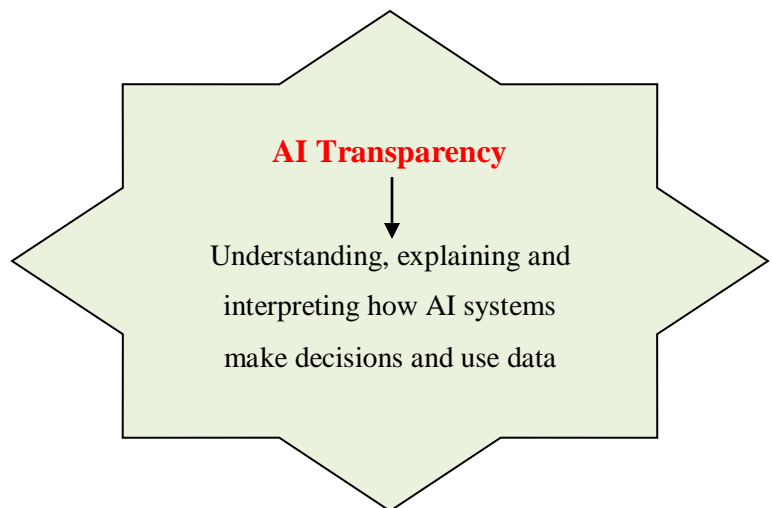 AI Transparency
Understanding, explaining and
interpreting how AI systems
make decisions and use data